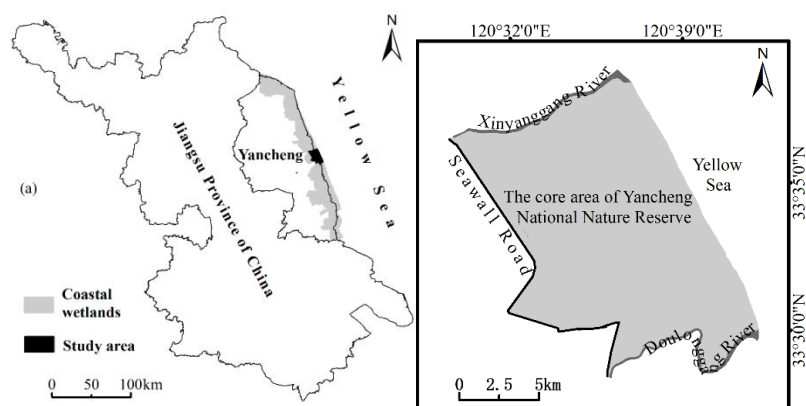 N
Yellow Sea
Jiangsu Province of China
Yancheng
(a)
Coastal
wetlands
Study area
0 50 100km
120°32'0"E 120°39'0"E
N
Xinyanggang River
Seawall Road
Yellow
Sea
The core area of Yancheng
National Nature Reserve
33°35'0"N
33°30'0"N
Doulonggang River
0 2.5 5km